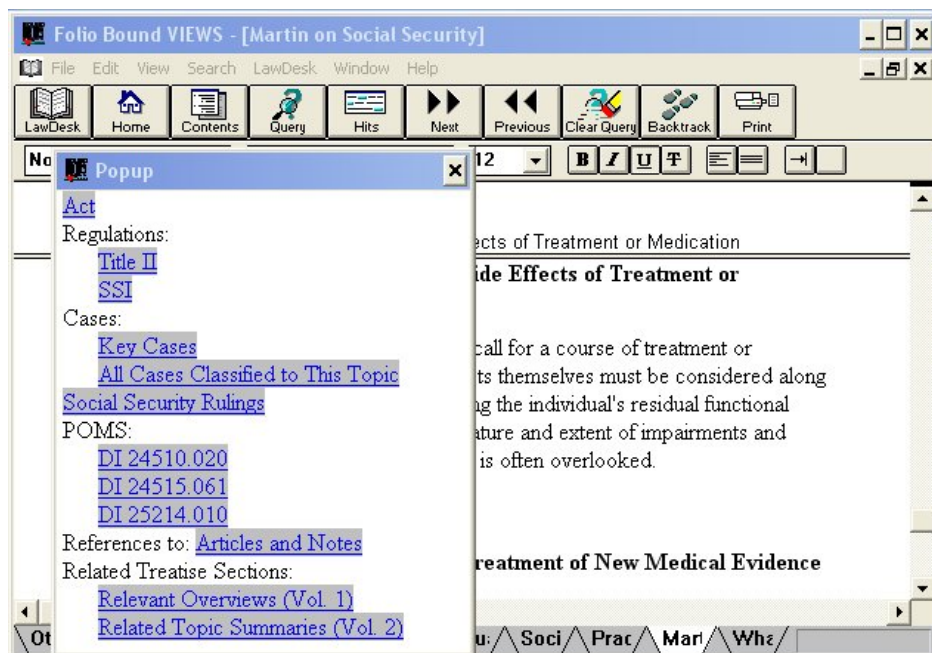 Folio Bound VIEWS - [Martin on Social Security]
File Edit View Search LawDesk Window Help
LawDesk Home Contents Query Hits Next Previous Clear Query Backtrack Print
No 12 B I U T
Popup
Act
Regulations:
Title II
SSI
Cases:
Key Cases
All Cases Classified to This Topic
Social Security Rulings
POMS:
DI 24510.020
DI 24515.061
DI 25214.010
References to: Articles and Notes
Related Treatise Sections:
Relevant Overviews (Vol. 1)
Related Topic Summaries (Vol. 2)
ects of Treatment or Medication
ide Effects of Treatment or
call for a course of treatment or
ts themselves must be considered along
ng the individual's residual functional
ature and extent of impairments and
is often overlooked.
reatment of New Medical Evidence
Ot u: Soci Prac Mart Wha